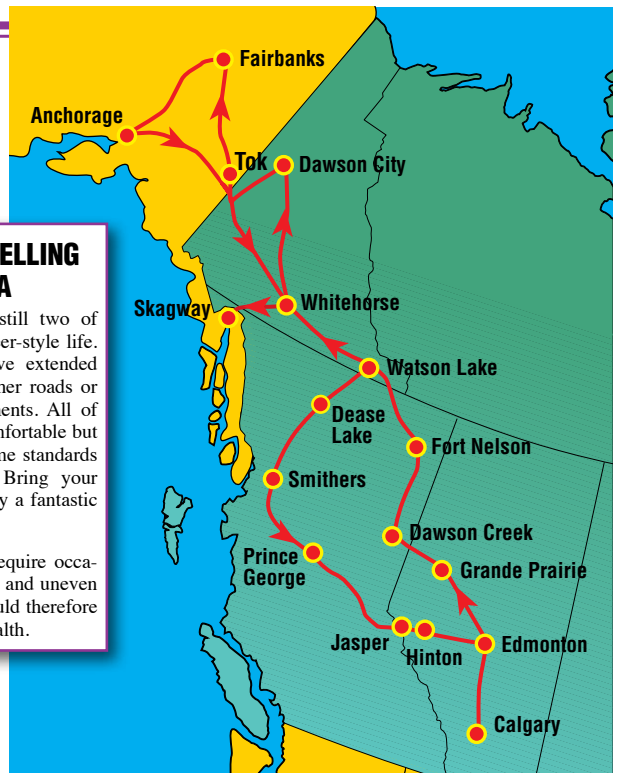 Fairbanks
Anchorage
Tok
Dawson City
ELLING
A
still two of
er-style life.
ve extended
her roads or
ents. All of
nfortable but
ne standards
Bring your
y a fantastic
equire occa-
and uneven
uld therefore
alth.
Skagway
Whitehorse
Watson Lake
Dease
Lake
Fort Nelson
Smithers
Dawson Creek
Prince
George
Grande Prairie
Jasper
Hinton
Edmonton
Calgary